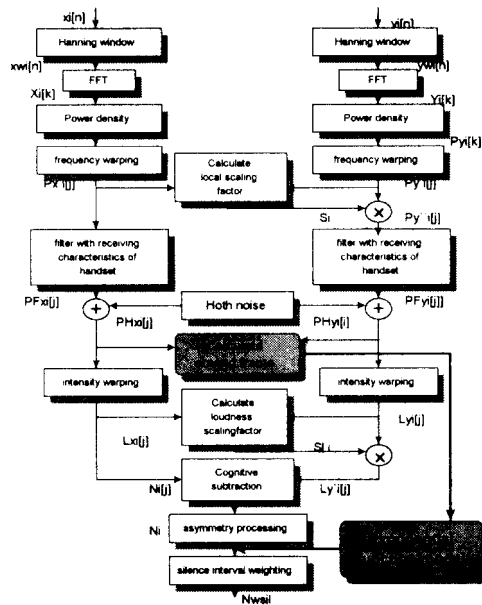 xi[n]
yi[n]
Hanning window
Hanning window
xwi[n]
ywi[n]
FFT
FFT
Xi[k]
Yi[k]
Power density
Power density
Pyi[k]
frequency warping
Calculate
local scaling
factor
frequency warping
Si
filter with receiving
characteristics of
handset
filter with receiving
characteristics of
handset
PFxi[j]
PFyi[j]
+
Hoth noise
+
PHxi[j]
PHyi[i]
intensity warping
intensity warping
Calculate
loudness
scalingfactor
Lxi[j]
Lyi[j]
Ni[j]
Cognitive
subtraction
Ly`i[j]
Ni
asymmetry processing
silence interval weighting
Nwsil